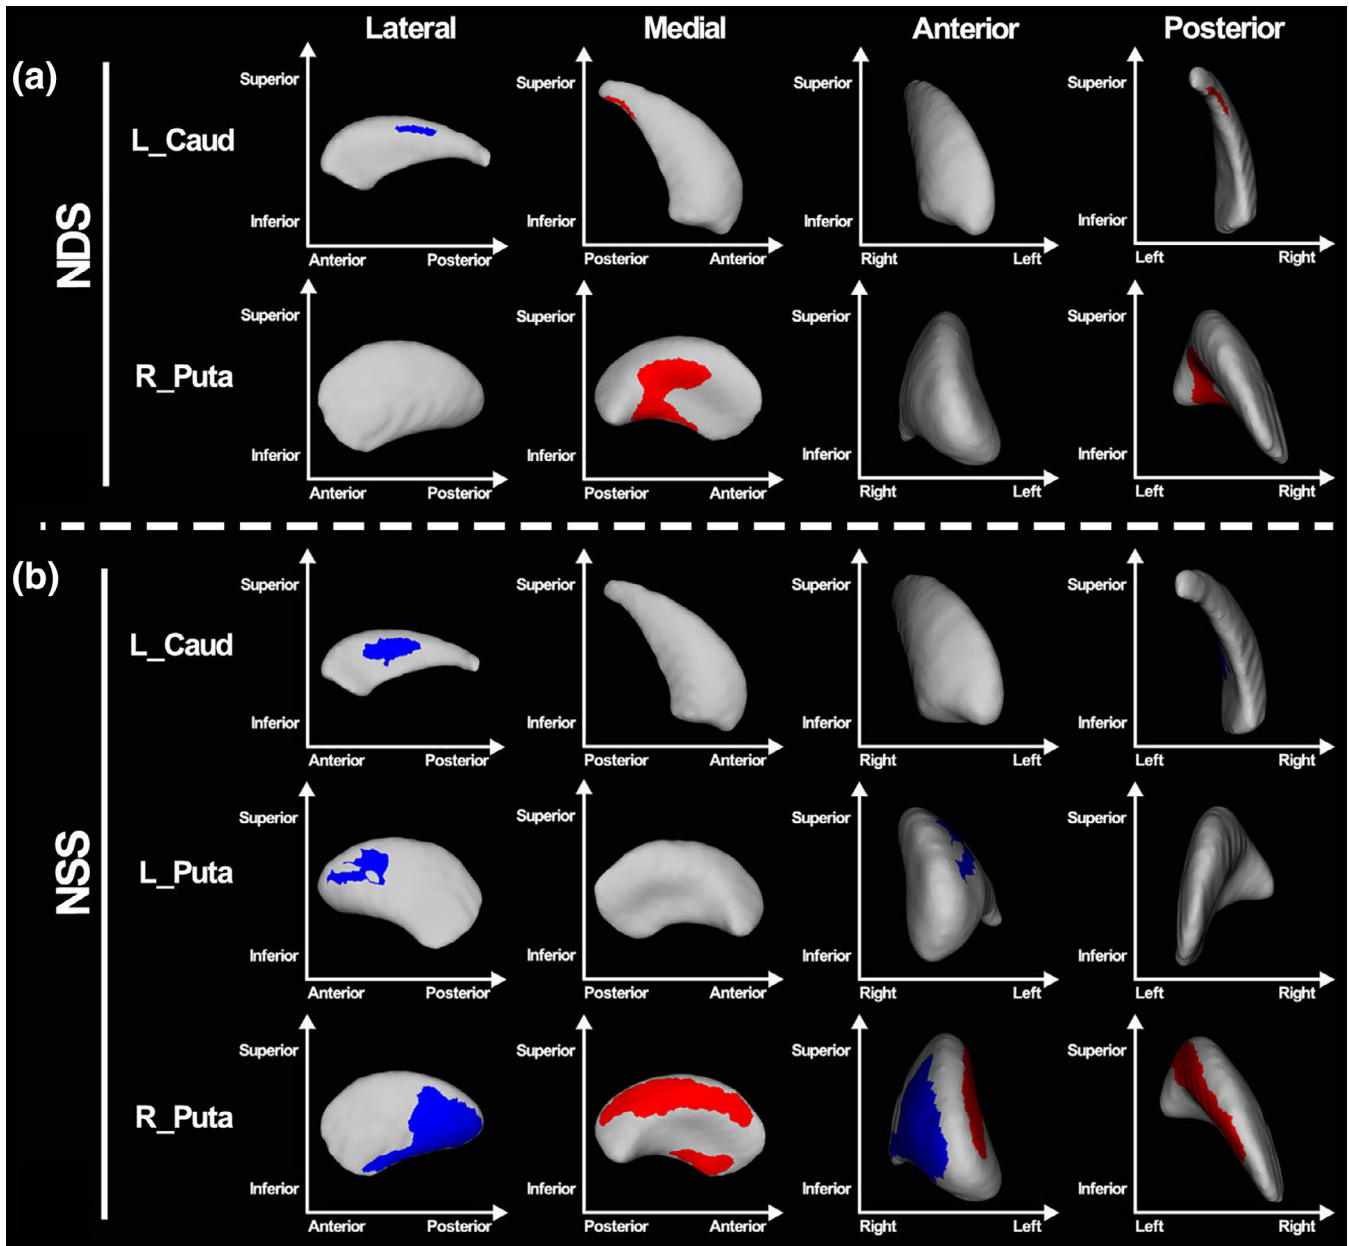 Lateral Medial Anterior Posterior
(a)
NDS
L_Caud
Superior Superior Superior Superior
Inferior Inferior Inferior Inferior
Anterior Posterior Posterior Anterior Right Left Left Right
R_Puta
Superior Superior Superior Superior
Inferior Inferior Inferior Inferior
Anterior Posterior Posterior Anterior Right Left Left Right
(b)
NSS
L_Caud
Superior Superior Superior Superior
Inferior Inferior Inferior Inferior
Anterior Posterior Posterior Anterior Right Left Left Right
L_Puta
Superior Superior Superior Superior
Inferior Inferior Inferior Inferior
Anterior Posterior Posterior Anterior Right Left Left Right
R_Puta
Superior Superior Superior Superior
Inferior Inferior Inferior Inferior
Anterior Posterior Posterior Anterior Right Left Left Right